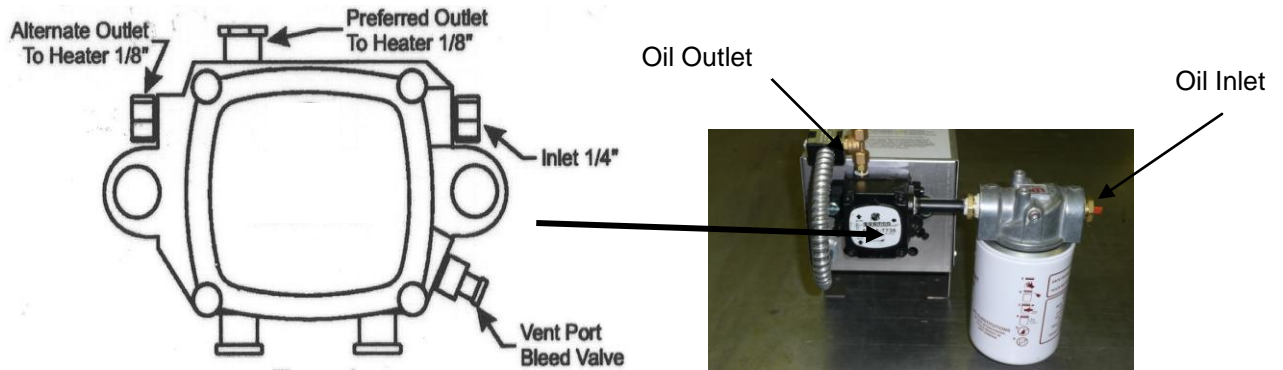 Alternate Outlet
To Heater 1/8"
Preferred Outlet
To Heater 1/8"
Inlet 1/4"
Vent Port
Bleed Valve
Oil Outlet
Oil Inlet